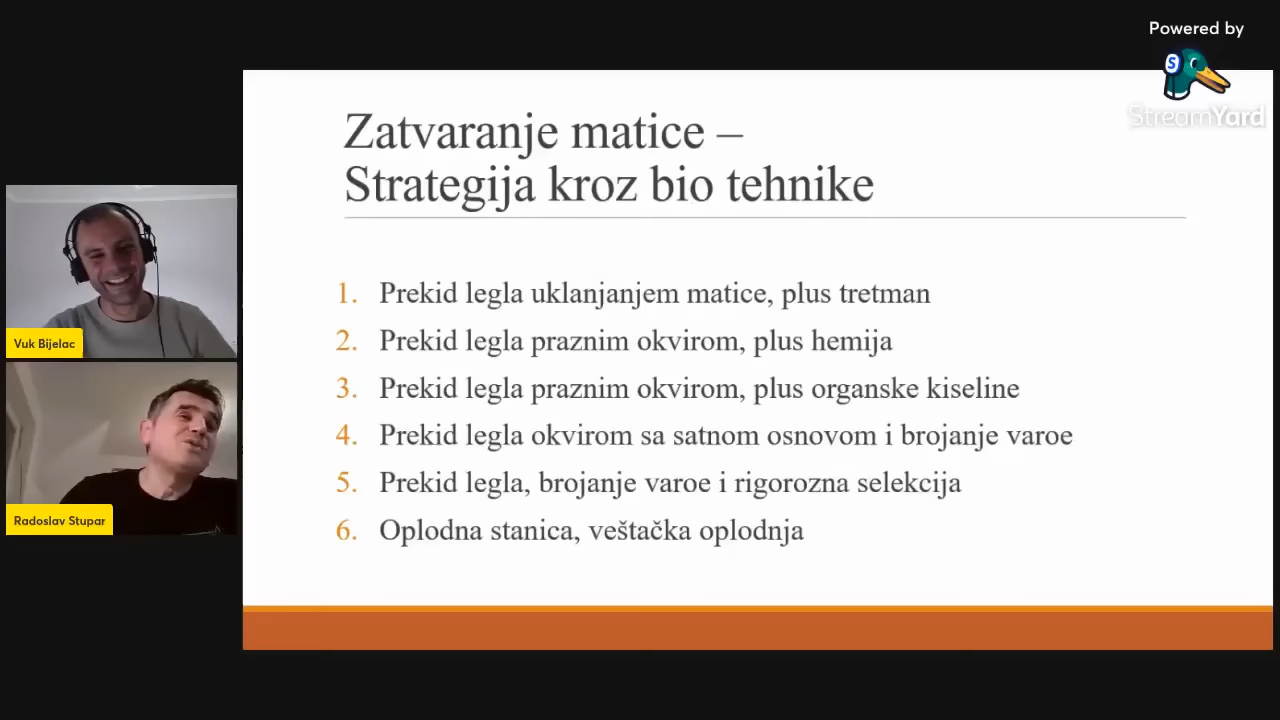 Powered by
StreamYard
Zatvaranje matice –
Strategija kroz bio tehnike
1. Prekid legla uklanjanjem matice, plus tretman
2. Prekid legla praznim okvirom, plus hemija
3. Prekid legla praznim okvirom, plus organske kiseline
4. Prekid legla okvirom sa satnom osnovom i brojanje varoe
5. Prekid legla, brojanje varoe i rigorozna selekcija
6. Oplodna stanica, veštačka oplodnja
Vuk Bijelac
Radoslav Stupar